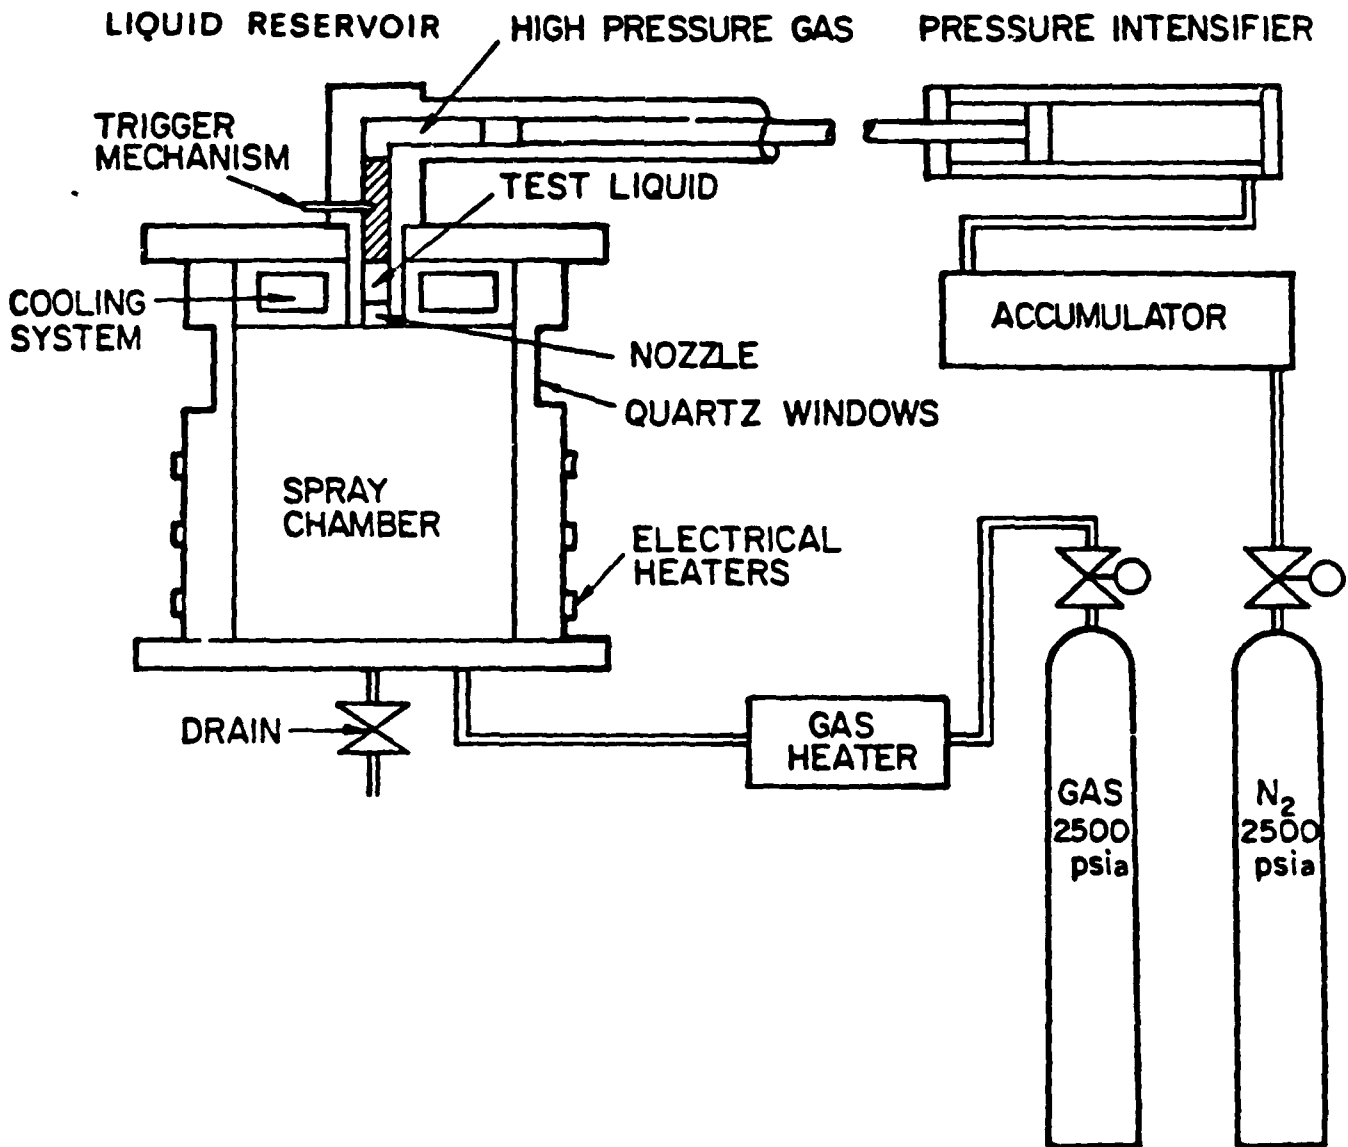 LIQUID RESERVOIR
HIGH PRESSURE GAS
PRESSURE INTENSIFIER
TRIGGER
MECHANISM
TEST LIQUID
COOLING
SYSTEM
ACCUMULATOR
NOZZLE
QUARTZ WINDOWS
SPRAY
CHAMBER
ELECTRICAL
HEATERS
DRAIN
GAS
HEATER
GAS
2500
psia
N₂
2500
psia